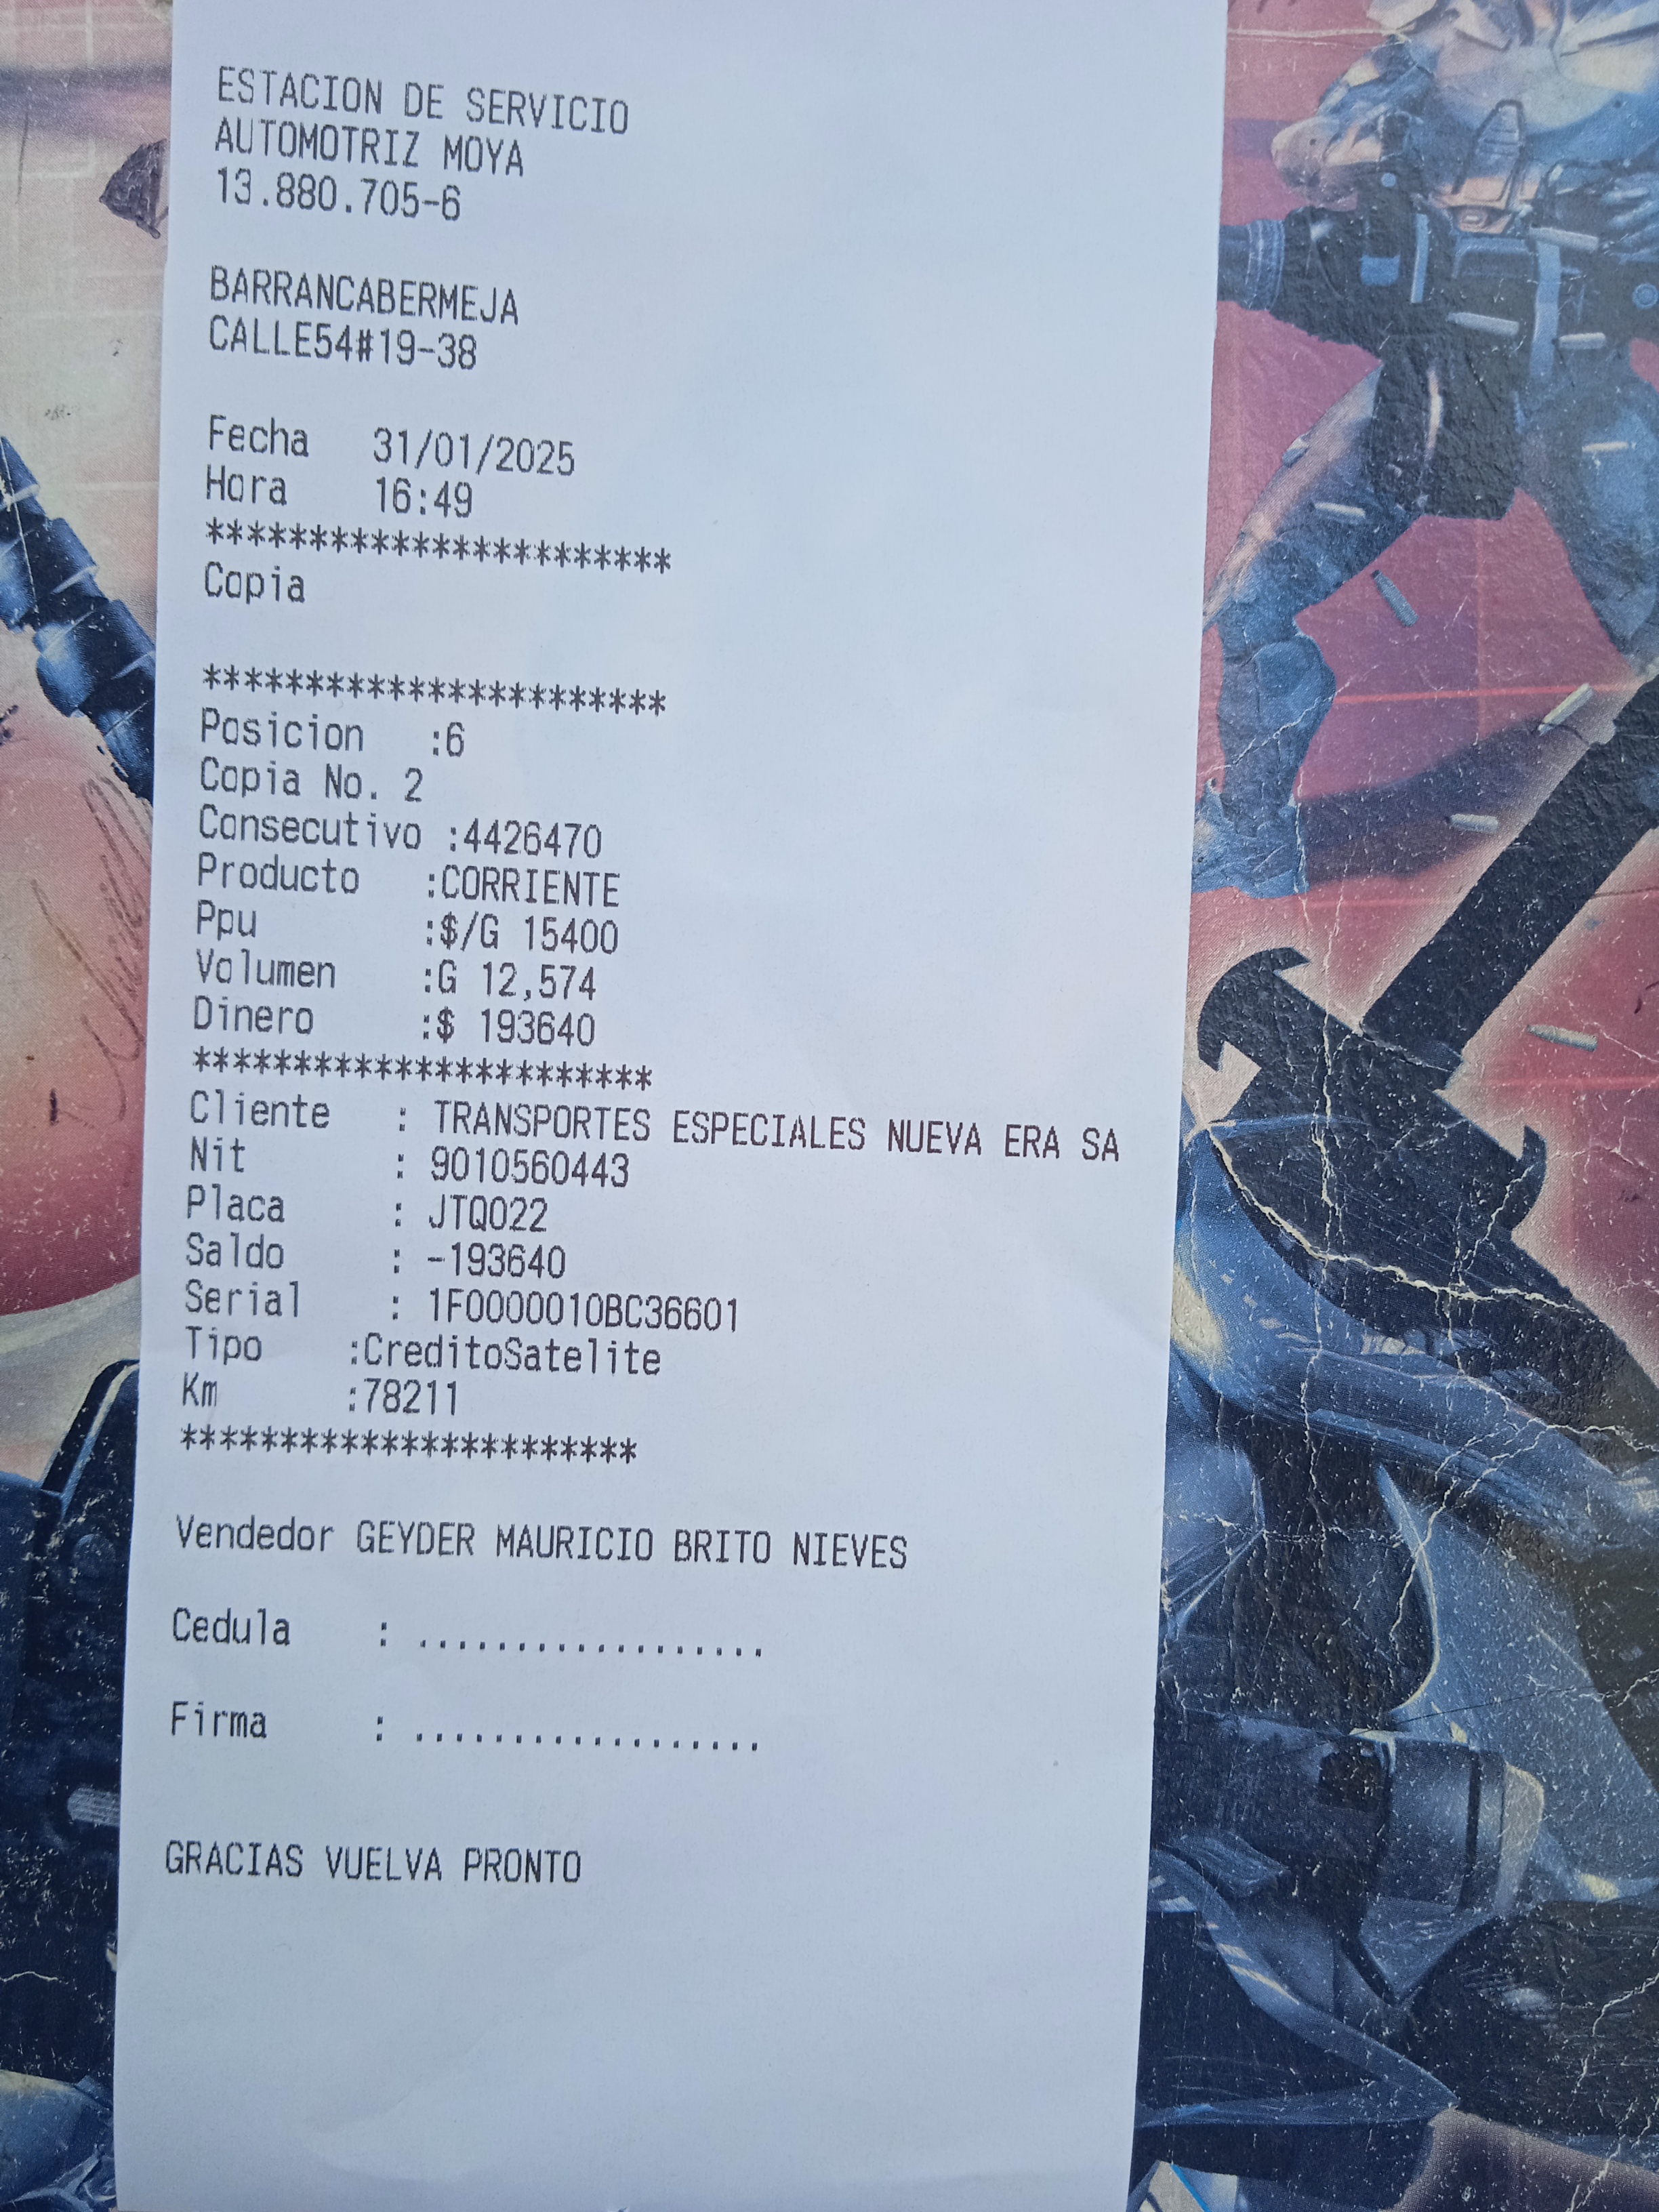 ESTACION DE SERVICIO
AUTOMOTRIZ MOYA
13.880.705-6
BARRANCABERMEJA
CALLE54#19-38
Fecha 31/01/2025
Hora 16:49
***********************
Copia
***********************
Posicion :6
Copia No. 2
Consecutivo :4426470
Producto :CORRIENTE
Ppu :$/G 15400
Volumen :G 12,574
Dinero :$ 193640
***********************
Cliente : TRANSPORTES ESPECIALES NUEVA ERA SA
Nit : 9010560443
Placa : JTQ022
Saldo : -193640
Serial : 1F0000010BC36601
Tipo :CreditoSatelite
Km :78211
***********************
Vendedor GEYDER MAURICIO BRITO NIEVES
Cedula : ..................
Firma : ..................
GRACIAS VUELVA PRONTO